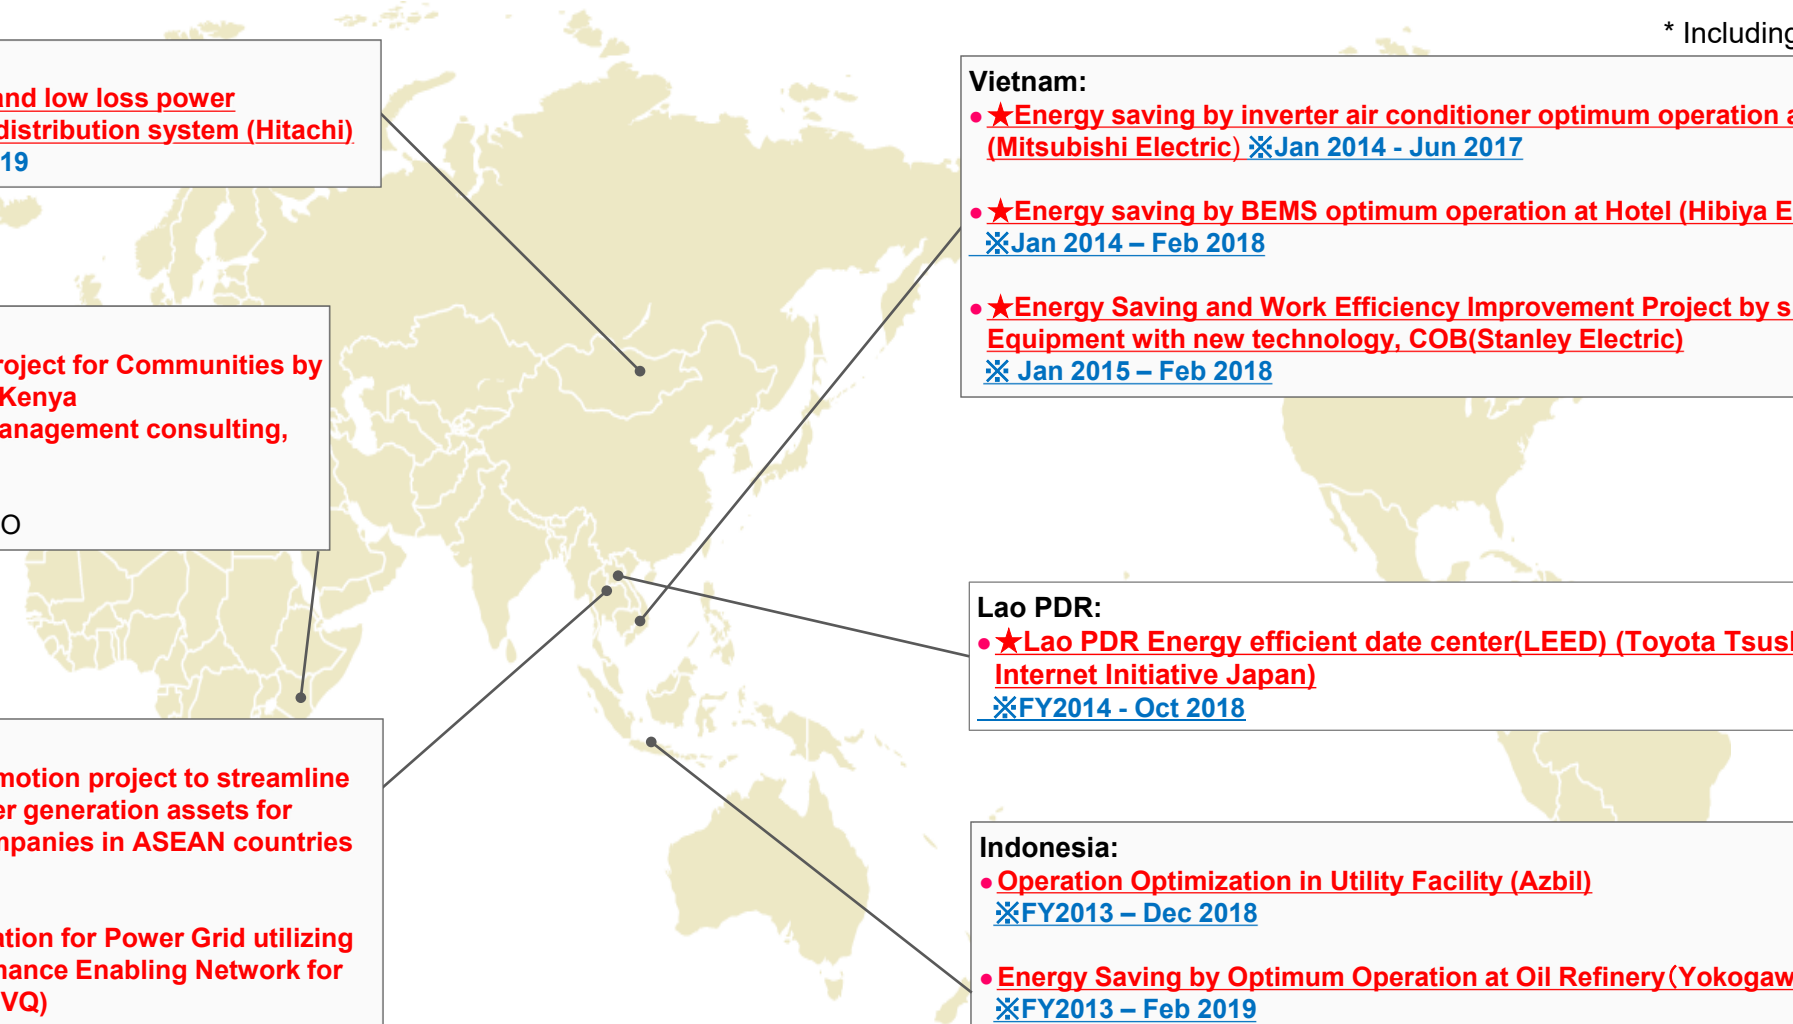 * Including
and low loss power
distribution system (Hitachi)
19
roject for Communities by
Kenya
anagement consulting,
O
motion project to streamline
er generation assets for
mpanies in ASEAN countries
ation for Power Grid utilizing
nance Enabling Network for
VQ)
Vietnam:
●★Energy saving by inverter air conditioner optimum operation a
(Mitsubishi Electric) ※Jan 2014 - Jun 2017
●★Energy saving by BEMS optimum operation at Hotel (Hibiya E
※Jan 2014 – Feb 2018
●★Energy Saving and Work Efficiency Improvement Project by s
Equipment with new technology, COB(Stanley Electric)
※ Jan 2015 – Feb 2018
Lao PDR:
●★Lao PDR Energy efficient date center(LEED) (Toyota Tsusl
Internet Initiative Japan)
※FY2014 - Oct 2018
Indonesia:
●Operation Optimization in Utility Facility (Azbil)
※FY2013 – Dec 2018
●Energy Saving by Optimum Operation at Oil Refinery（Yokogaw
※FY2013 – Feb 2019